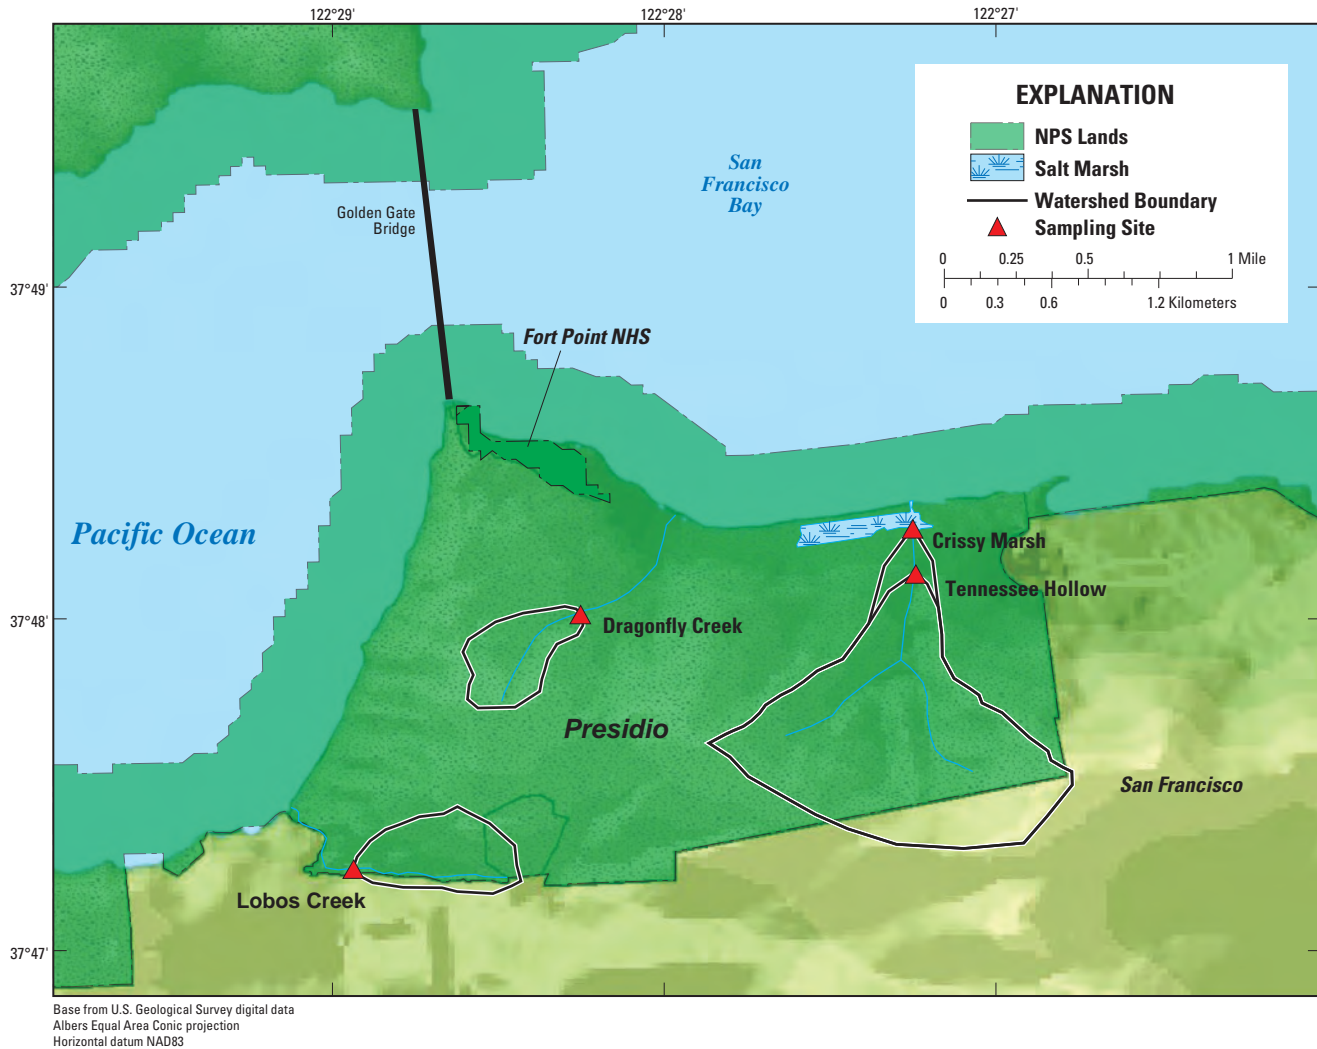 122°29'
122°28'
122°27'
EXPLANATION
NPS Lands
Salt Marsh
Watershed Boundary
Sampling Site
0
0.25
0.5
1 Mile
0
0.3
0.6
1.2 Kilometers
San
Francisco
Bay
Golden Gate
Bridge
37°49'
Fort Point NHS
Pacific Ocean
Crissy Marsh
Tennessee Hollow
37°48'
Dragonfly Creek
Presidio
San Francisco
Lobos Creek
37°47'
Base from U.S. Geological Survey digital data
Albers Equal Area Conic projection
Horizontal datum NAD83